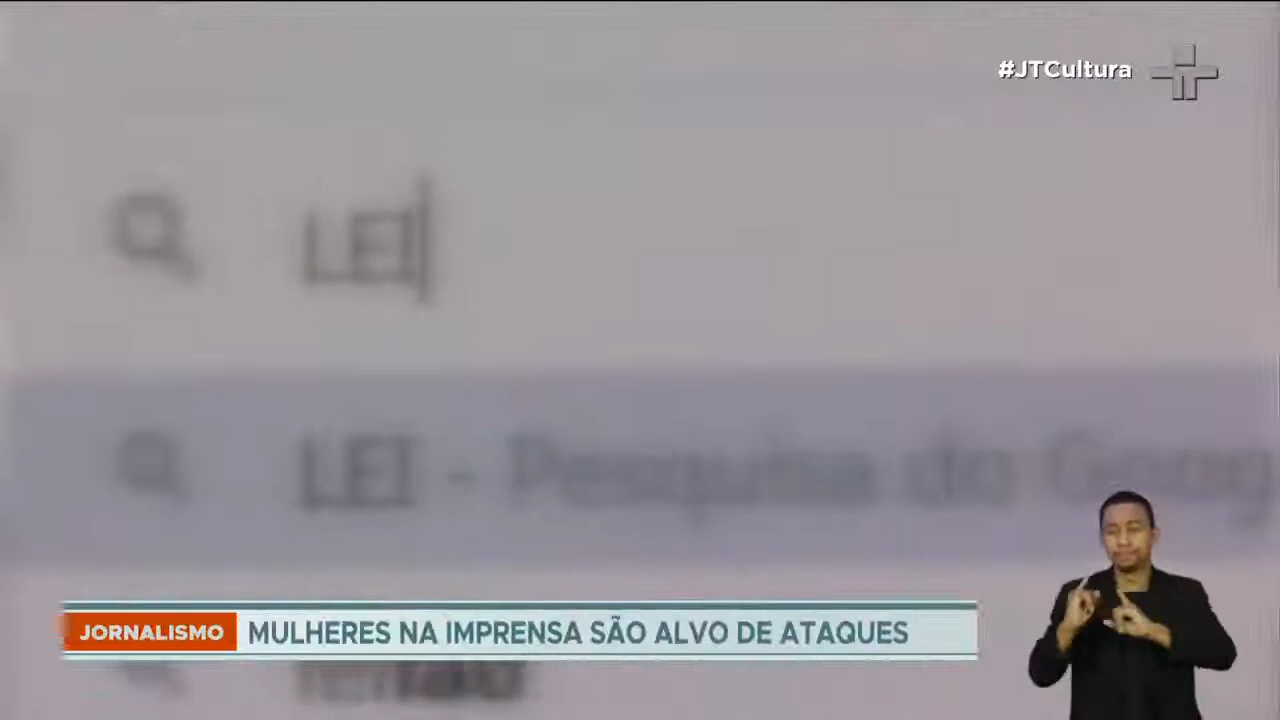 #JTCultura
LEI
LEI - Pesquisa do Goog
JORNALISMO
MULHERES NA IMPRENSA SÃO ALVO DE ATAQUES